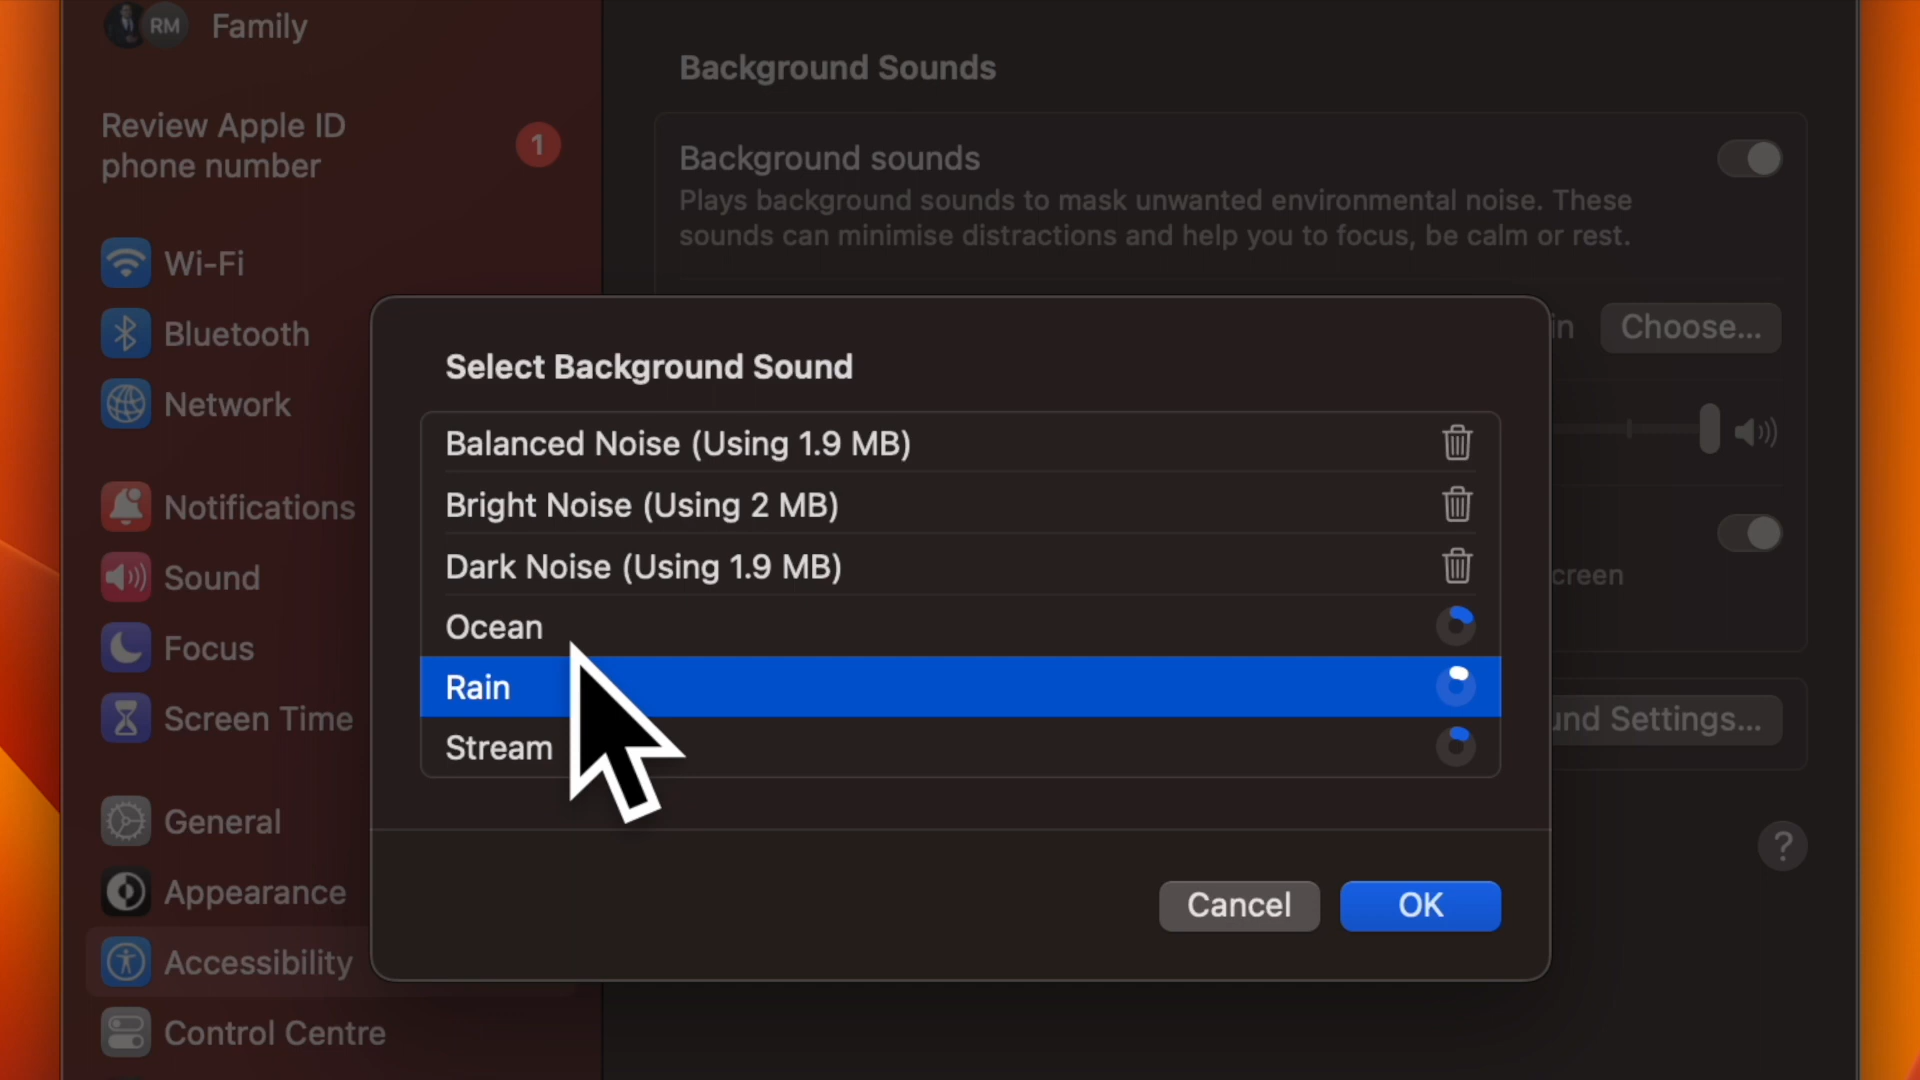 RM
Family
Review Apple ID
phone number
1
Wi-Fi
Bluetooth
Network
Notifications
Sound
Focus
Screen Time
General
Appearance
Accessibility
Control Centre
Background Sounds
Background sounds
Plays background sounds to mask unwanted environmental noise. These
sounds can minimise distractions and help you to focus, be calm or rest.
Choose...
Select Background Sound
Balanced Noise (Using 1.9 MB)
Bright Noise (Using 2 MB)
Dark Noise (Using 1.9 MB)
Ocean
Rain
Stream
Settings...
?
Cancel
OK